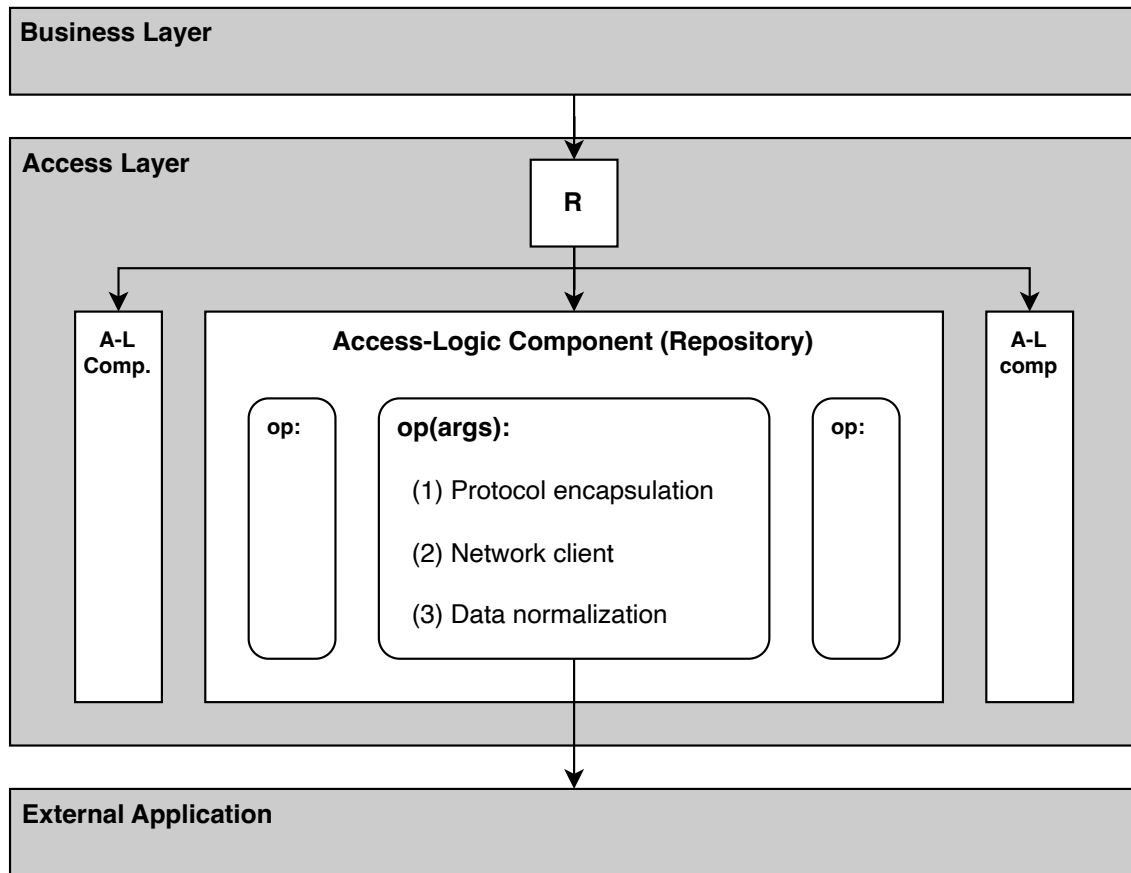 Business Layer
Access Layer
R
A-L
Comp.
Access-Logic Component (Repository)
A-L
comp
op:
op(args):
(1) Protocol encapsulation
(2) Network client
(3) Data normalization
op:
External Application